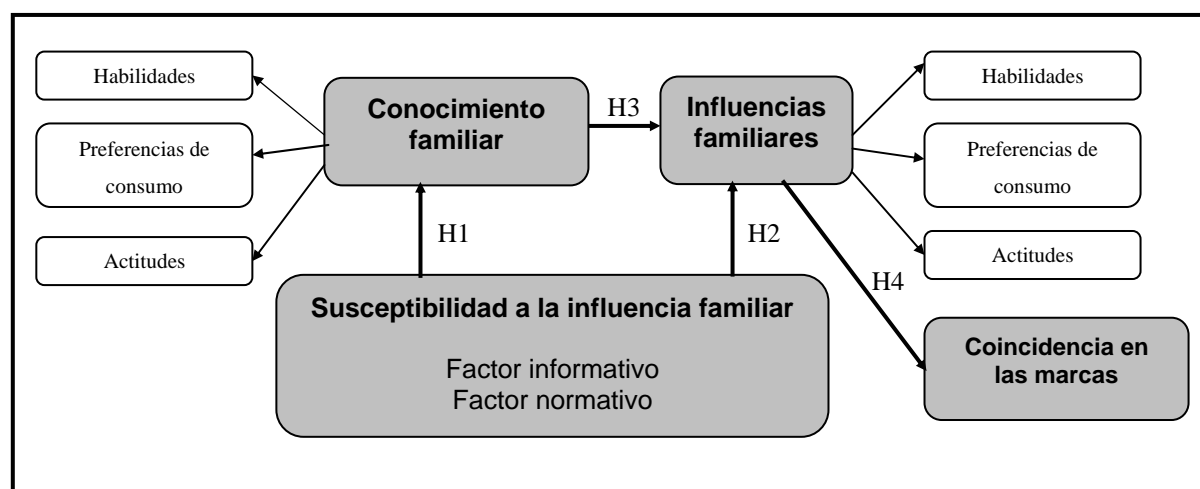 Habilidades
Preferencias de
consumo
Actitudes
Conocimiento
familiar
H3
Influencias
familiares
Habilidades
Preferencias de
consumo
Actitudes
H1
H2
H4
Susceptibilidad a la influencia familiar
Factor informativo
Factor normativo
Coincidencia en
las marcas